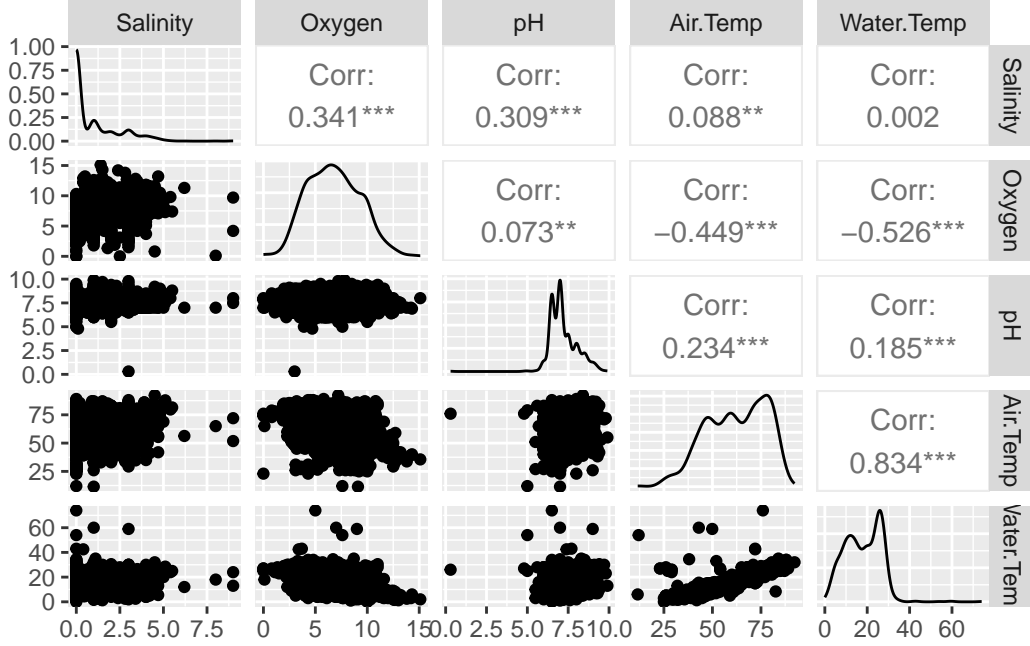 Salinity Oxygen pH Air.Temp Water.Temp
1.00
0.75
0.50
0.25
0.00
Corr:
0.341***
Corr:
0.309***
Corr:
0.088**
Corr:
0.002
Salinity
15
10
5
0
Corr:
0.073**
Corr:
−0.449***
Corr:
−0.526***
Oxygen
10.0
7.5
5.0
2.5
0.0
Corr:
0.234***
Corr:
0.185***
pH
75
50
25
Corr:
0.834***
Air.Temp
60
40
20
0
Water.Tem
0.0 2.5 5.0 7.5
0 5 10 15
0.0 2.5 5.0 7.5 10.0
25 50 75
0 20 40 60